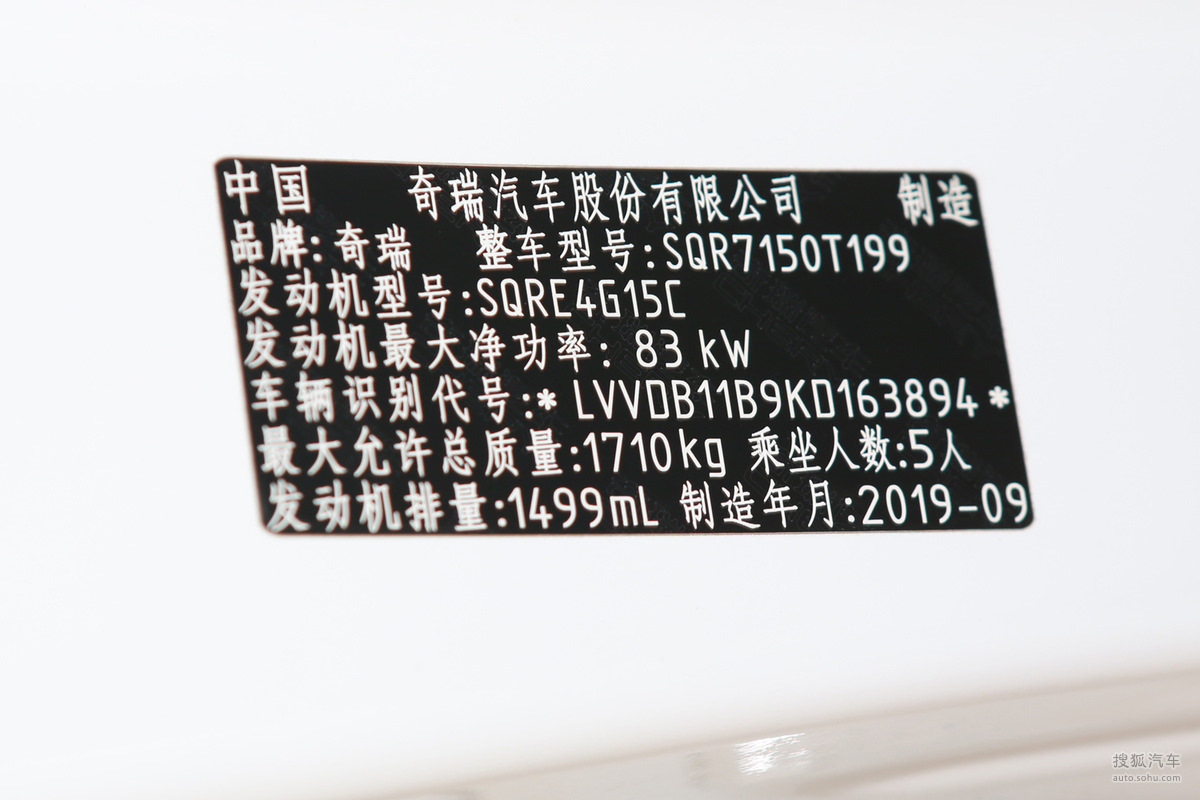 中国 奇瑞汽车股份有限公司 制造
品牌:奇瑞 整车型号:SQR7150T199
发动机型号:SQRE4G15C
发动机最大净功率: 83 kW
车辆识别代号:* LVVDB11B9KD163894 *
最大允许总质量:1710kg 乘坐人数:5人
发动机排量:1499mL 制造年月:2019-09
搜狐汽车
auto.sohu.com